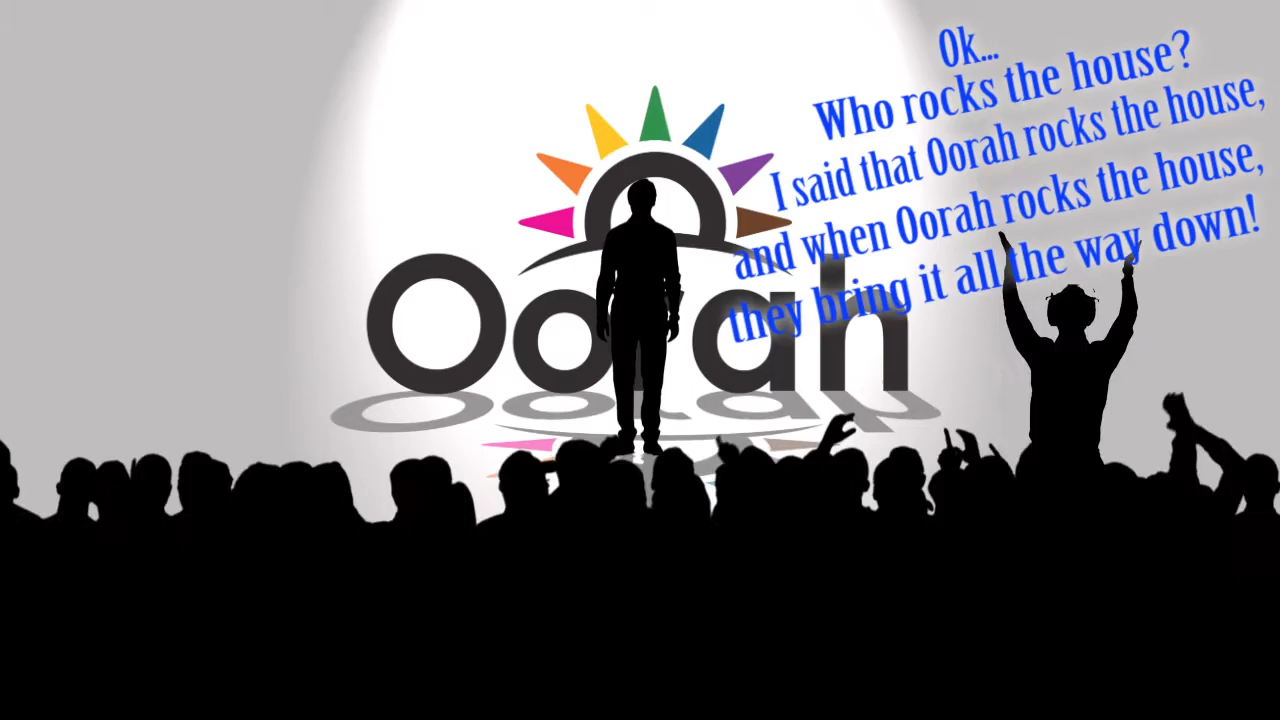 Ok...
Who rocks the house?
I said that Oorah rocks the house,
and when Oorah rocks the house,
they bring it all the way down!
Oorah